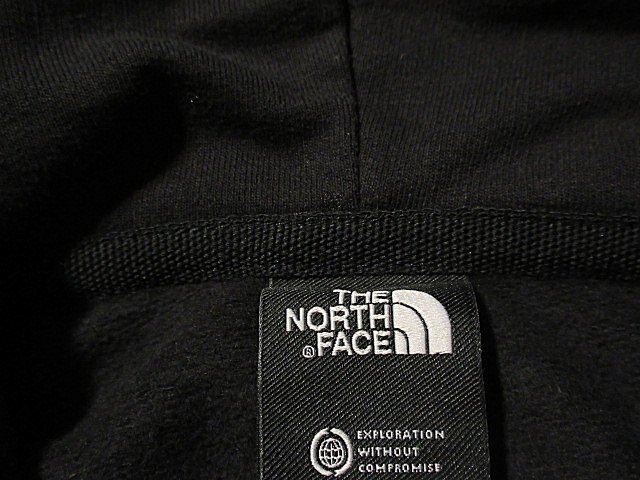 THE
NORTH
® FACE
EXPLORATION
WITHOUT
COMPROMISE